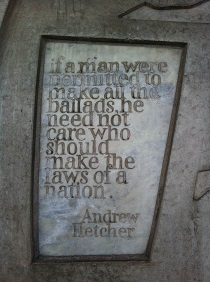 if a man were
permitted to
make all the
ballads, he
need not
care who
should
make the
laws of a
nation.
Andrew
Fletcher